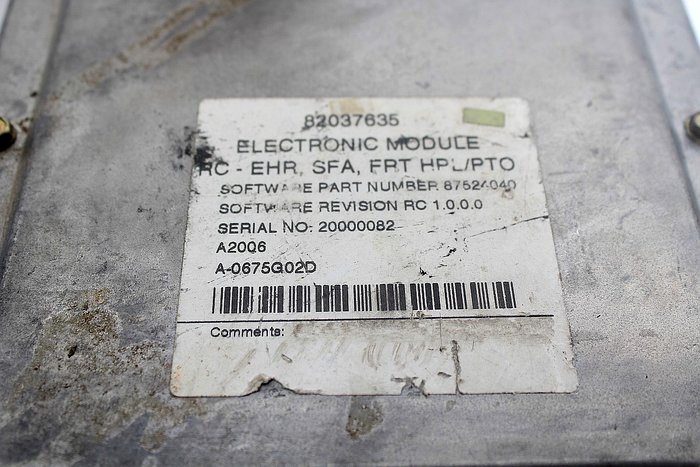 82037635
ELECTRONIC MODULE
RC - EHR, SFA, FRT HPL/PTO
SOFTWARE PART NUMBER 87524040
SOFTWARE REVISION RC 1.0.0.0
SERIAL NO: 20000082
A2006
A-0675G02D
Comments: